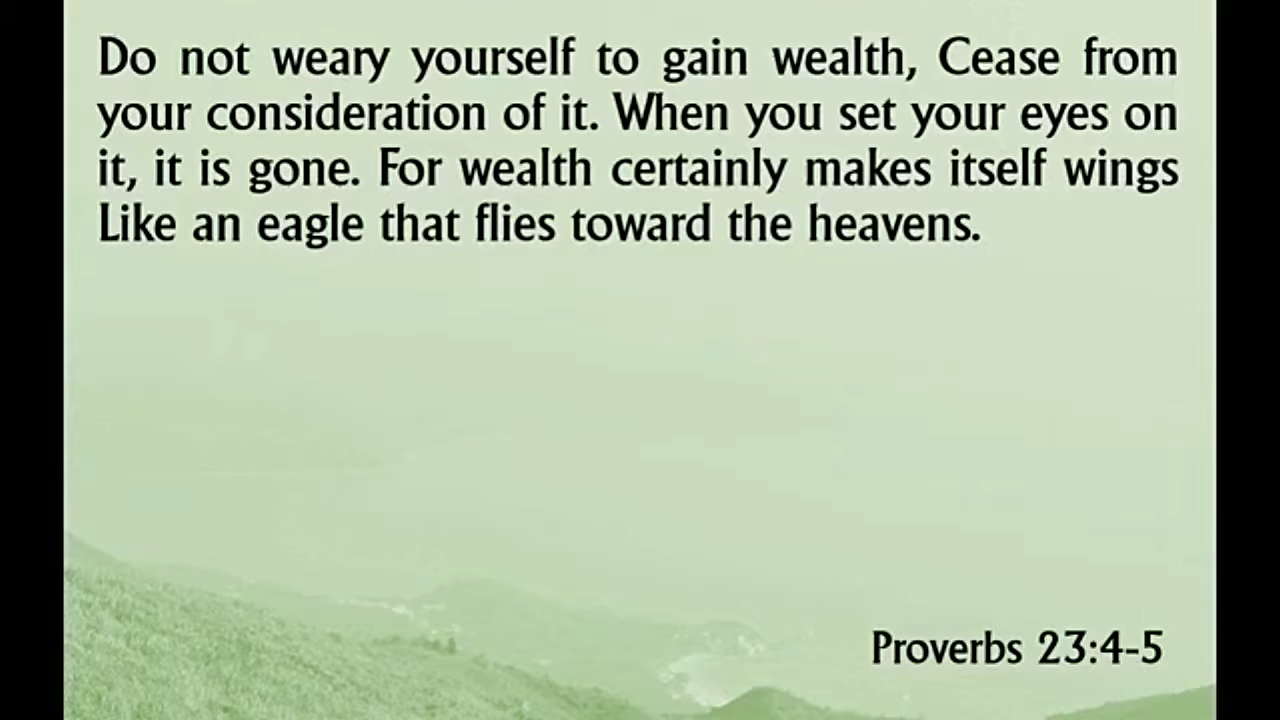 Do not weary yourself to gain wealth, Cease from
your consideration of it. When you set your eyes on
it, it is gone. For wealth certainly makes itself wings
Like an eagle that flies toward the heavens.
Proverbs 23:4-5